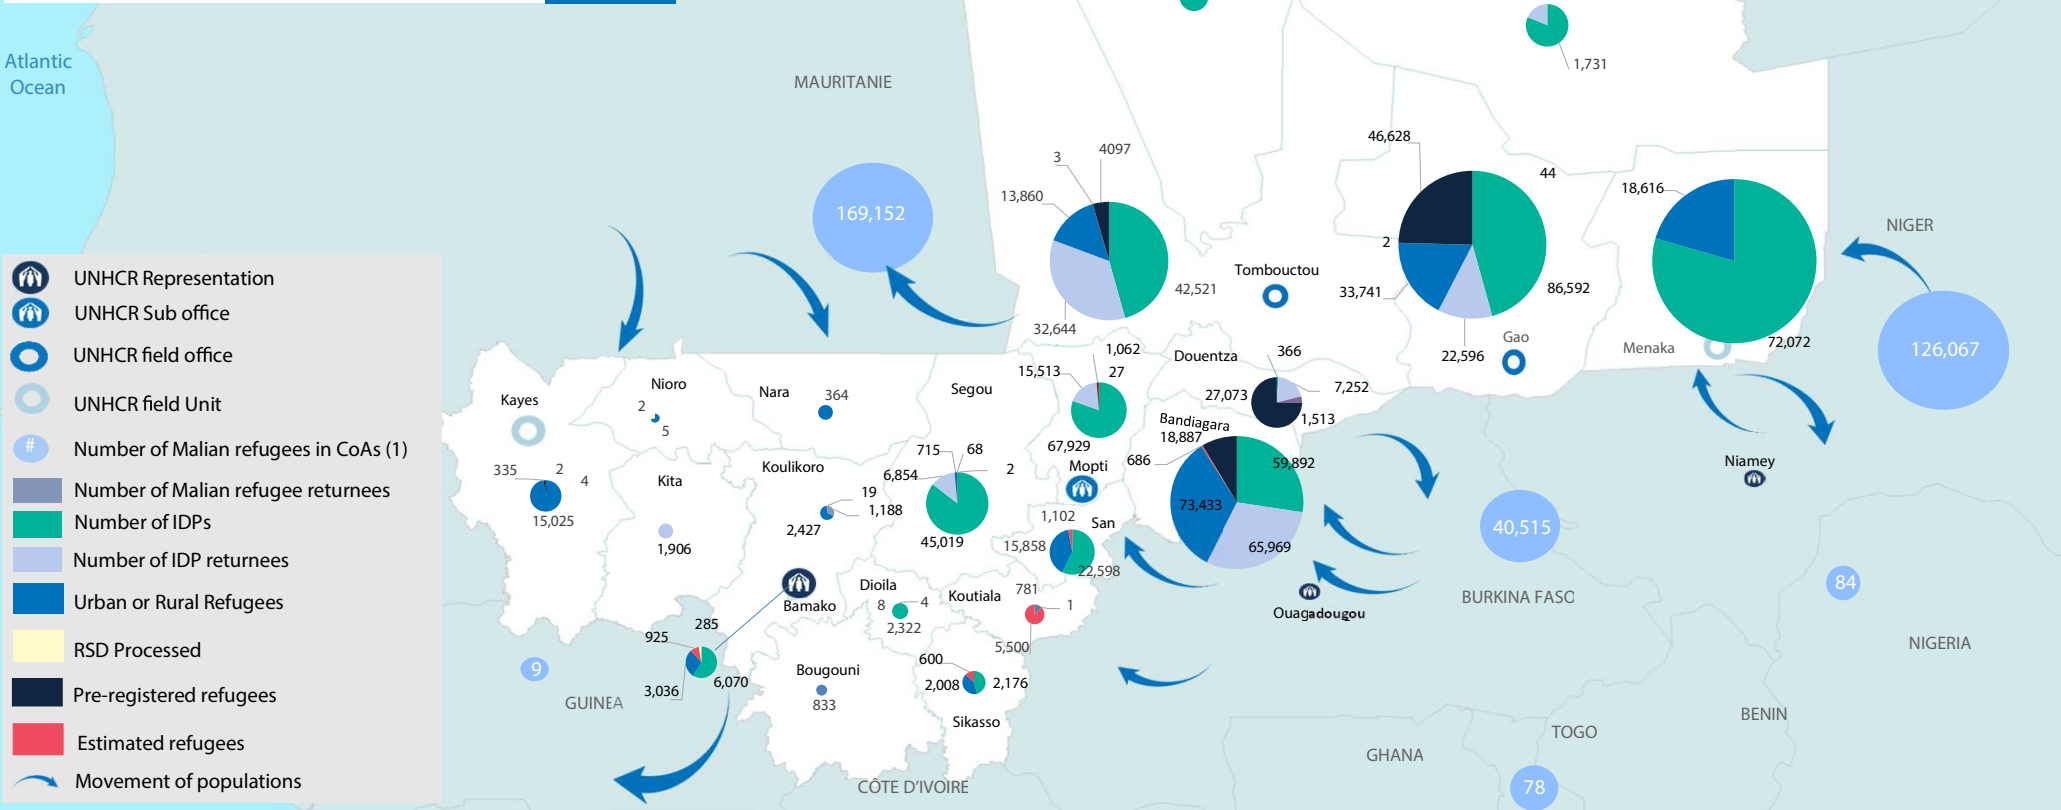 Atlantic
Ocean
MAURITANIE
169,152
1,731
46,628
44
2
33,741
22,596
86,592
Gao
3
4097
13,860
42,521
32,644
Tombouctou
18,616
72,072
Menaka
NIGER
126,067
UNHCR Representation
UNHCR Sub office
UNHCR field office
UNHCR field Unit
# Number of Malian refugees in CoAs (1)
Number of Malian refugee returnees
Number of IDPs
Number of IDP returnees
Urban or Rural Refugees
RSD Processed
Pre-registered refugees
Estimated refugees
Movement of populations
Kayes
335
2
4
15,025
Nioro
2
5
Nara
364
Segou
715
68
6,854
2
45,019
Kita
1,906
Koulikoro
19
1,188
2,427
1,062
15,513
27
67,929
Mopti
Douentza
366
27,073
7,252
1,513
Bandiagara
18,887
686
59,892
73,433
65,969
1,102
San
15,858
22,598
Bamako
Dioila
8
4
2,322
Koutiala
781
1
5,500
285
925
3,036
6,070
Bougouni
833
600
2,008
2,176
Sikasso
9
GUINEA
CÔTE D'IVOIRE
Niamey
40,515
Ouagadougou
BURKINA FASO
84
NIGERIA
BENIN
TOGO
GHANA
78